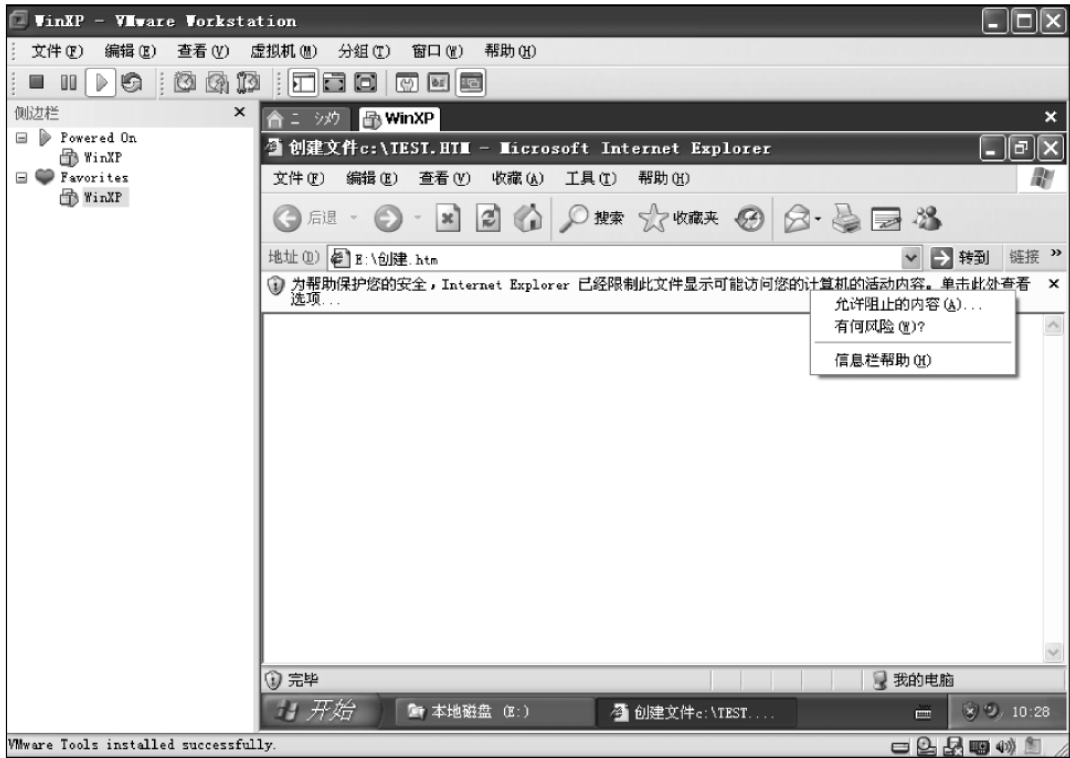 WinXP - VMware Workstation
文件(F) 编辑(E) 查看(V) 虚拟机(M) 分组(T) 窗口(W) 帮助(H)
侧边栏
Powered On
WinXP
Favorites
WinXP
WinXP
创建文件c:\TEST.HTM - Microsoft Internet Explorer
文件(F) 编辑(E) 查看(V) 收藏(A) 工具(T) 帮助(H)
后退 搜索 收藏夹
地址(D) E:\创建.htm 转到 链接 »
为帮助保护您的安全，Internet Explorer 已经限制此文件显示可能访问您的计算机的活动内容。单击此处查看
选项...
允许阻止的内容(A)...
有何风险(W)?
信息栏帮助(H)
完毕 我的电脑
开始 本地磁盘 (E:) 创建文件c:\TEST.... 10:28
VMware Tools installed successfully.